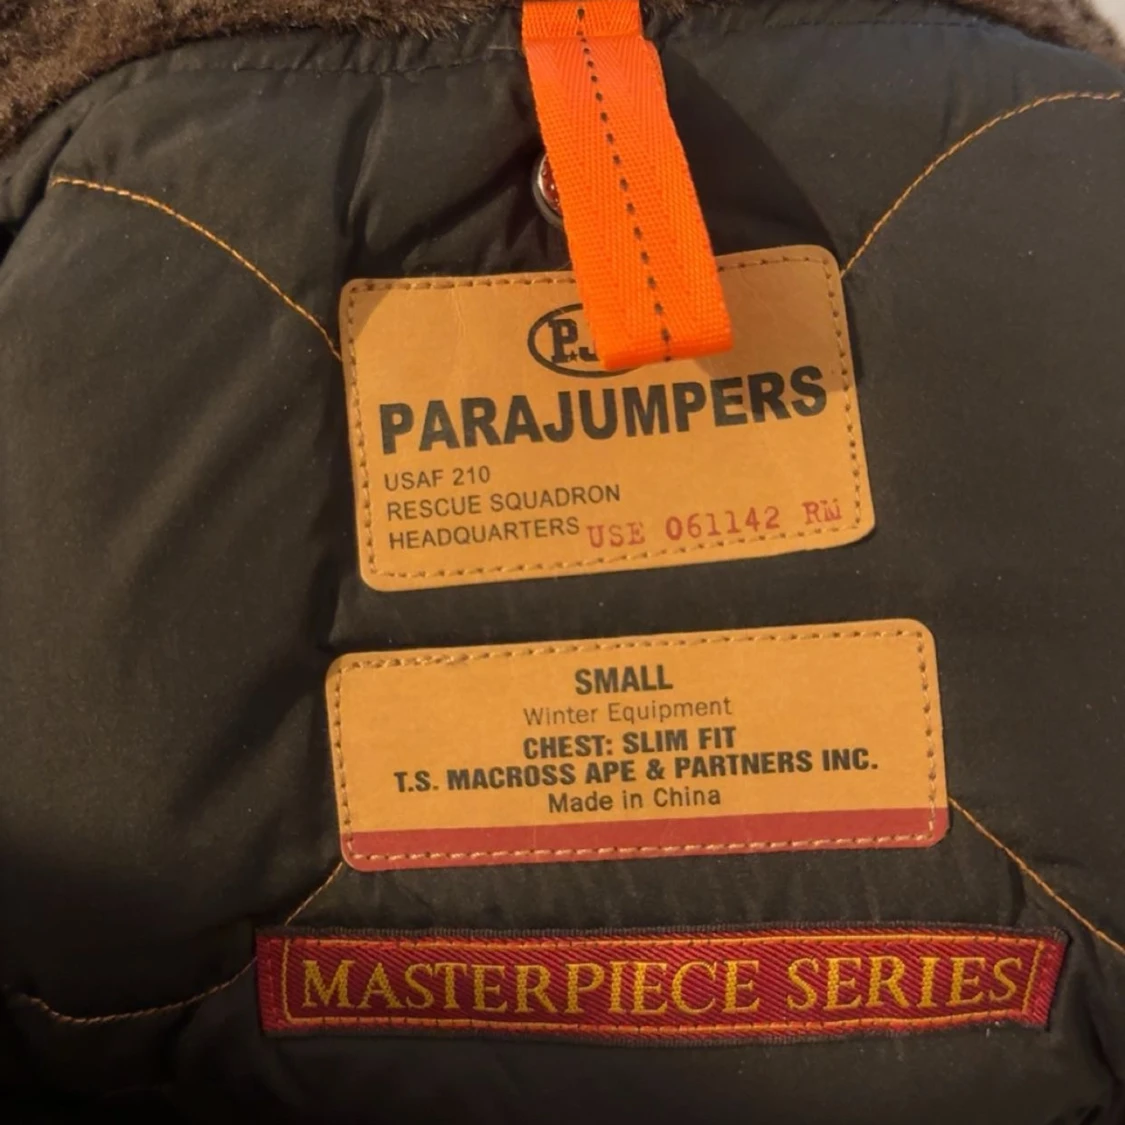 P.J
PARAJUMPERS
USAF 210
RESCUE SQUADRON
HEADQUARTERS USE 061142 RM
SMALL
Winter Equipment
CHEST: SLIM FIT
T.S. MACROSS APE & PARTNERS INC.
Made in China
MASTERPIECE SERIES